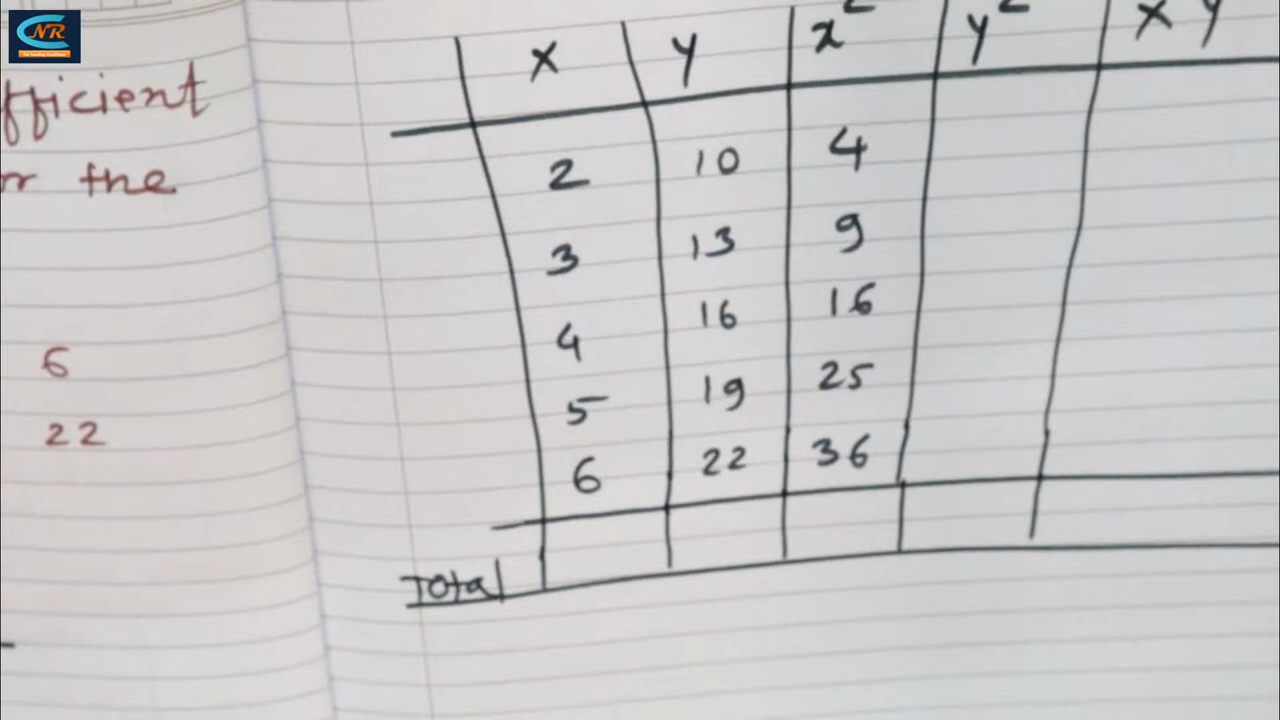 NR
fficient
r the
6
22
x y x² y² x y
2 10 4
3 13 9
4 16 16
5 19 25
6 22 36
Total